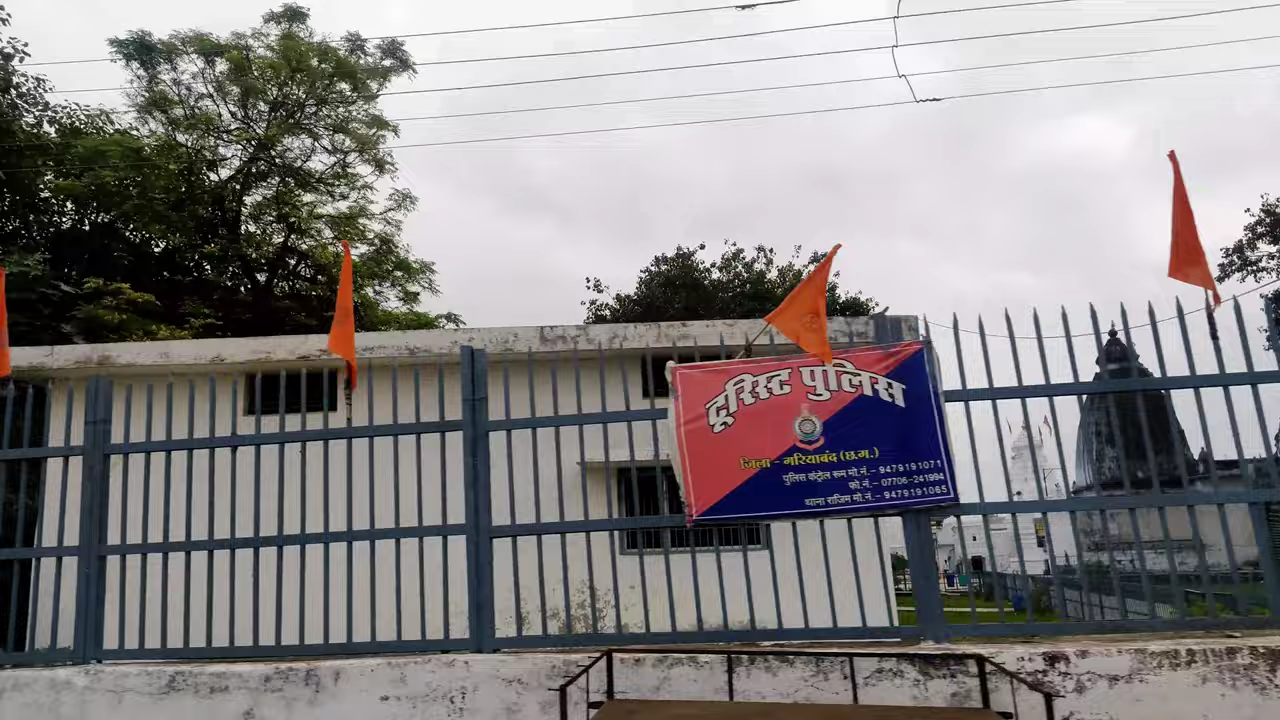 टूरिस्ट पुलिस
जिला - गरियाबंद (छ.ग.)
पुलिस कंट्रोल रूम मो.नं.- 9479191071
फो.नं.- 07706-241994
थाना राजिम मो.नं.- 9479191065